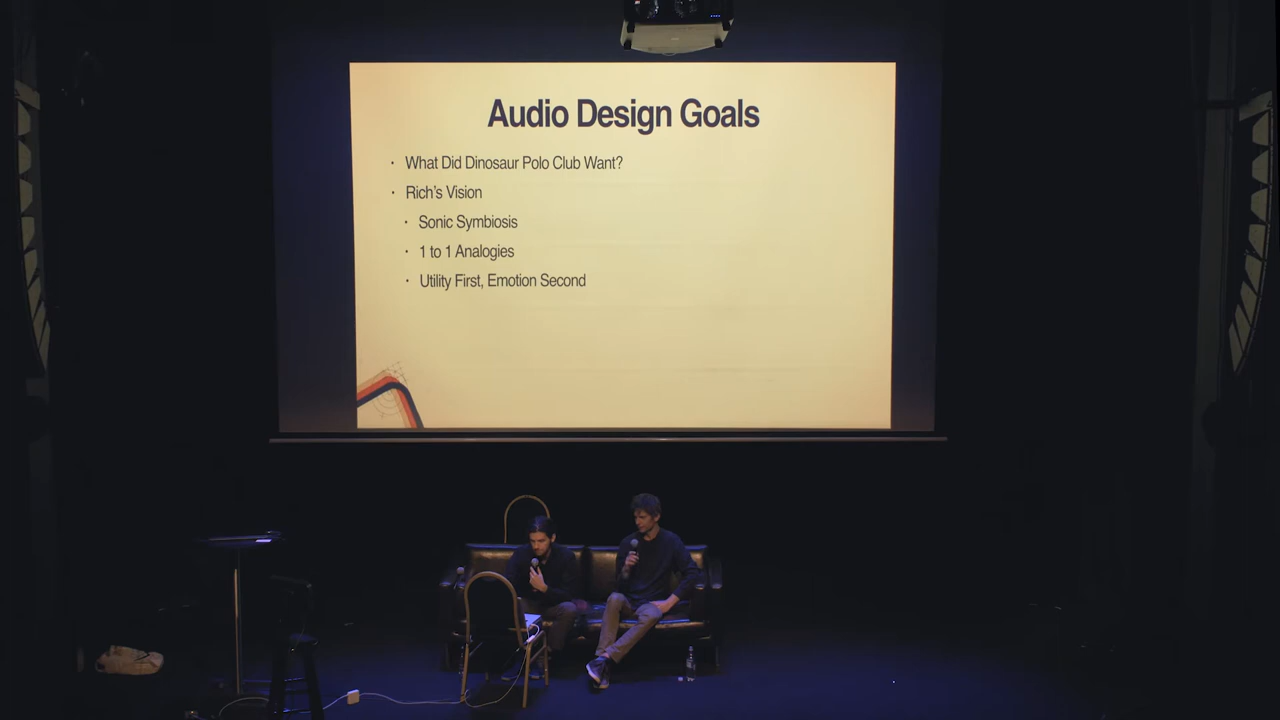 Audio Design Goals
· What Did Dinosaur Polo Club Want?
· Rich's Vision
· Sonic Symbiosis
· 1 to 1 Analogies
· Utility First, Emotion Second